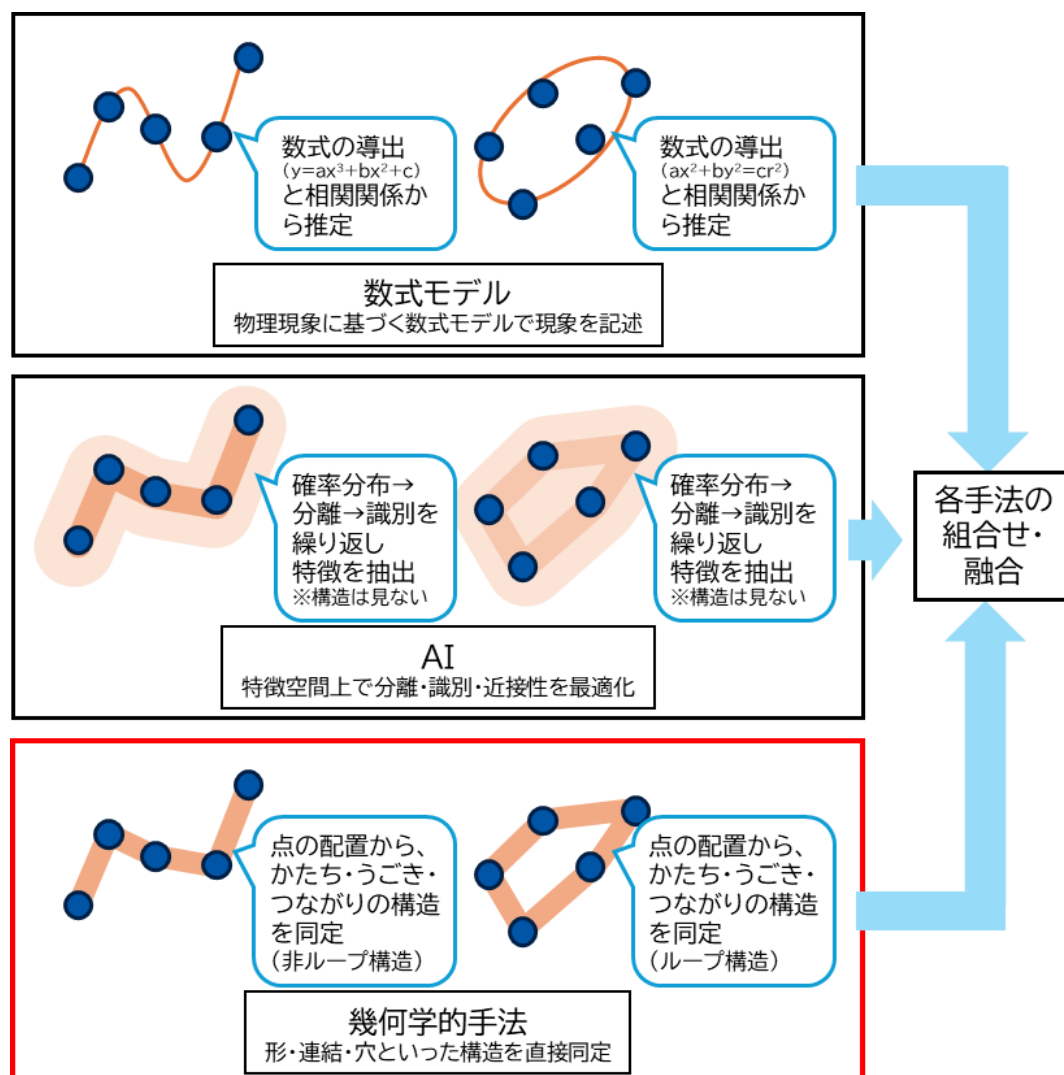 数式の導出
（y=ax³+bx²+c）
と相関関係か
ら推定
数式の導出
（ax²+by²=cr²）
と相関関係か
ら推定
数式モデル
物理現象に基づく数式モデルで現象を記述
確率分布→
分離→識別を
繰り返し
特徴を抽出
※構造は見ない
確率分布→
分離→識別を
繰り返し
特徴を抽出
※構造は見ない
AI
特徴空間上で分離・識別・近接性を最適化
点の配置から、
かたち・うごき・
つながりの構造
を同定
（非ループ構造）
点の配置から、
かたち・うごき・
つながりの構造
を同定
（ループ構造）
幾何学的手法
形・連結・穴といった構造を直接同定
各手法の
組合せ・
融合